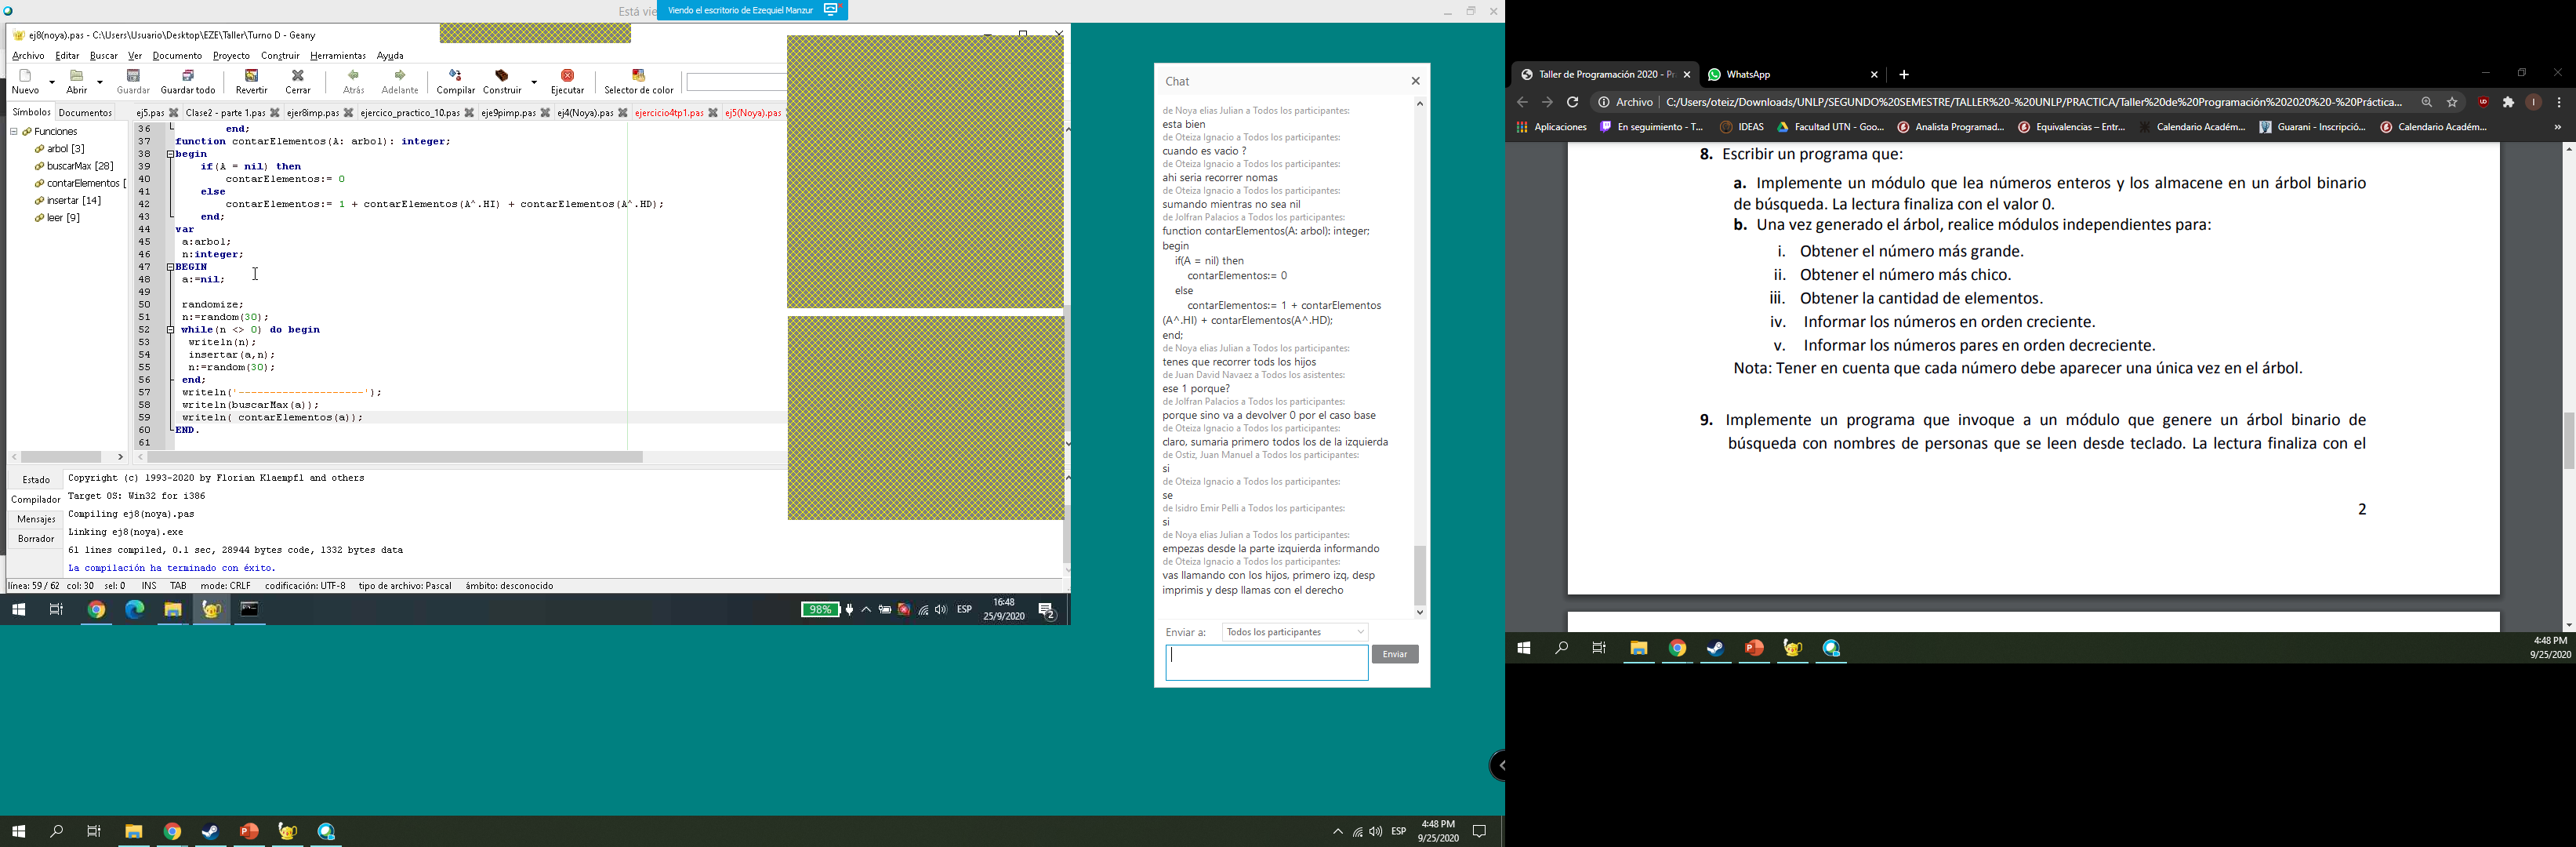 Está vie
Viendo el escritorio de Ezequiel Manzur
ej8(noya).pas - C:\Users\Usuario\Desktop\EZE\Taller\Turno D - Geany
Archivo Editar Buscar Ver Documento Proyecto Construir Herramientas Ayuda
Nuevo Abrir Guardar Guardar todo Revertir Cerrar Atrás Adelante Compilar Construir Ejecutar Selector de color
Símbolos Documentos
ej5.pas Clase2 - parte 1.pas ejer8imp.pas ejercico_practico_10.pas eje9pimp.pas ej4(Noya).pas ejercicio4tp1.pas ej5(Noya).pas
Funciones
arbol [3]
buscarMax [28]
contarElementos [
insertar [14]
leer [9]
36 end;
37 function contarElementos(A: arbol): integer;
38 begin
39 if(A = nil) then
40 contarElementos:= 0
41 else
42 contarElementos:= 1 + contarElementos(A^.HI) + contarElementos(A^.HD);
43 end;
44 var
45 a:arbol;
46 n:integer;
47 BEGIN
48 a:=nil;
49
50 randomize;
51 n:=random(30);
52 while(n <> 0) do begin
53 writeln(n);
54 insertar(a,n);
55 n:=random(30);
56 end;
57 writeln('--------------------');
58 writeln(buscarMax(a));
59 writeln( contarElementos(a));
60 END.
61
Estado
Compilador
Mensajes
Borrador
Copyright (c) 1993-2020 by Florian Klaempfl and others
Target OS: Win32 for i386
Compiling ej8(noya).pas
Linking ej8(noya).exe
61 lines compiled, 0.1 sec, 28944 bytes code, 1332 bytes data
La compilación ha terminado con éxito.
línea: 59 / 62 col: 30 sel: 0 INS TAB mode: CRLF codificación: UTF-8 tipo de archivo: Pascal ámbito: desconocido
98% ESP 16:48
25/9/2020
2
Chat
de Noya elias Julian a Todos los participantes:
esta bien
de Oteiza Ignacio a Todos los participantes:
cuando es vacio ?
de Oteiza Ignacio a Todos los participantes:
ahi seria recorrer nomas
de Oteiza Ignacio a Todos los participantes:
sumando mientras no sea nil
de Jolfran Palacios a Todos los participantes:
function contarElementos(A: arbol): integer;
begin
if(A = nil) then
contarElementos:= 0
else
contarElementos:= 1 + contarElementos
(A^.HI) + contarElementos(A^.HD);
end;
de Noya elias Julian a Todos los participantes:
tenes que recorrer tods los hijos
de Juan David Navaez a Todos los asistentes:
ese 1 porque?
de Jolfran Palacios a Todos los participantes:
porque sino va a devolver 0 por el caso base
de Oteiza Ignacio a Todos los participantes:
claro, sumaria primero todos los de la izquierda
de Ostiz, Juan Manuel a Todos los participantes:
si
de Oteiza Ignacio a Todos los participantes:
se
de Isidro Emir Pelli a Todos los participantes:
si
de Noya elias Julian a Todos los participantes:
empezas desde la parte izquierda informando
de Oteiza Ignacio a Todos los participantes:
vas llamando con los hijos, primero izq, desp
imprimis y desp llamas con el derecho
Enviar a: Todos los participantes
Enviar
ESP 4:48 PM
9/25/2020
Taller de Programación 2020 - Pr WhatsApp
Archivo C:/Users/oteiz/Downloads/UNLP/SEGUNDO%20SEMESTRE/TALLER%20-%20UNLP/PRACTICA/Taller%20de%20Programación%202020%20-%20Práctica...
Aplicaciones En seguimiento - T... IDEAS Facultad UTN - Goo... Analista Programad... Equivalencias – Entr... Calendario Académ... Guarani - Inscripció... Calendario Académ... »
8. Escribir un programa que:
a. Implemente un módulo que lea números enteros y los almacene en un árbol binario
de búsqueda. La lectura finaliza con el valor 0.
b. Una vez generado el árbol, realice módulos independientes para:
i. Obtener el número más grande.
ii. Obtener el número más chico.
iii. Obtener la cantidad de elementos.
iv. Informar los números en orden creciente.
v. Informar los números pares en orden decreciente.
Nota: Tener en cuenta que cada número debe aparecer una única vez en el árbol.
9. Implemente un programa que invoque a un módulo que genere un árbol binario de
búsqueda con nombres de personas que se leen desde teclado. La lectura finaliza con el
2
4:48 PM
9/25/2020